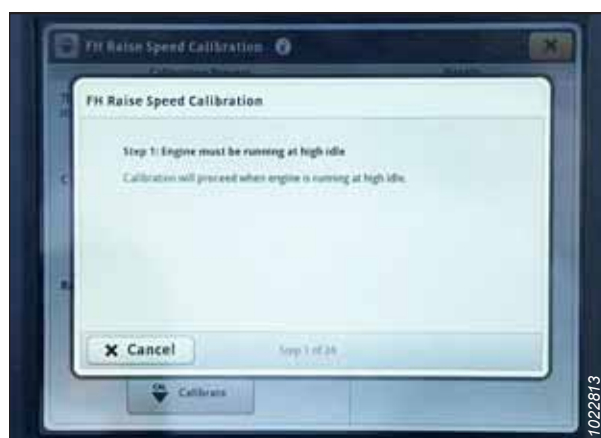 FH Raise Speed Calibration
FH Raise Speed Calibration
Step 1: Engine must be running at high idle
Calibration will proceed when engine is running at high idle.
Cancel
Calibrate
1022813